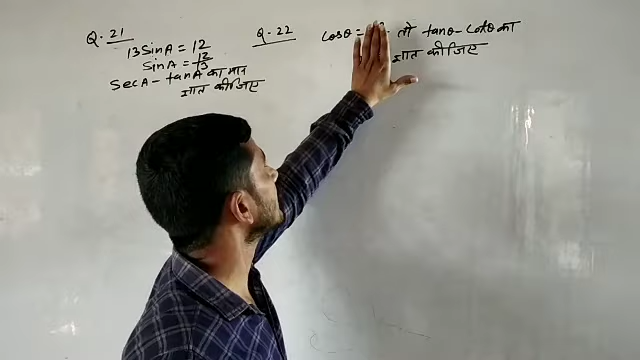 Q. 21
13 sinA = 12
sinA = 12/13
secA - tanA का मान
ज्ञात कीजिए
Q. 22
cosθ = तो tanθ - cotθ का
ज्ञात कीजिए